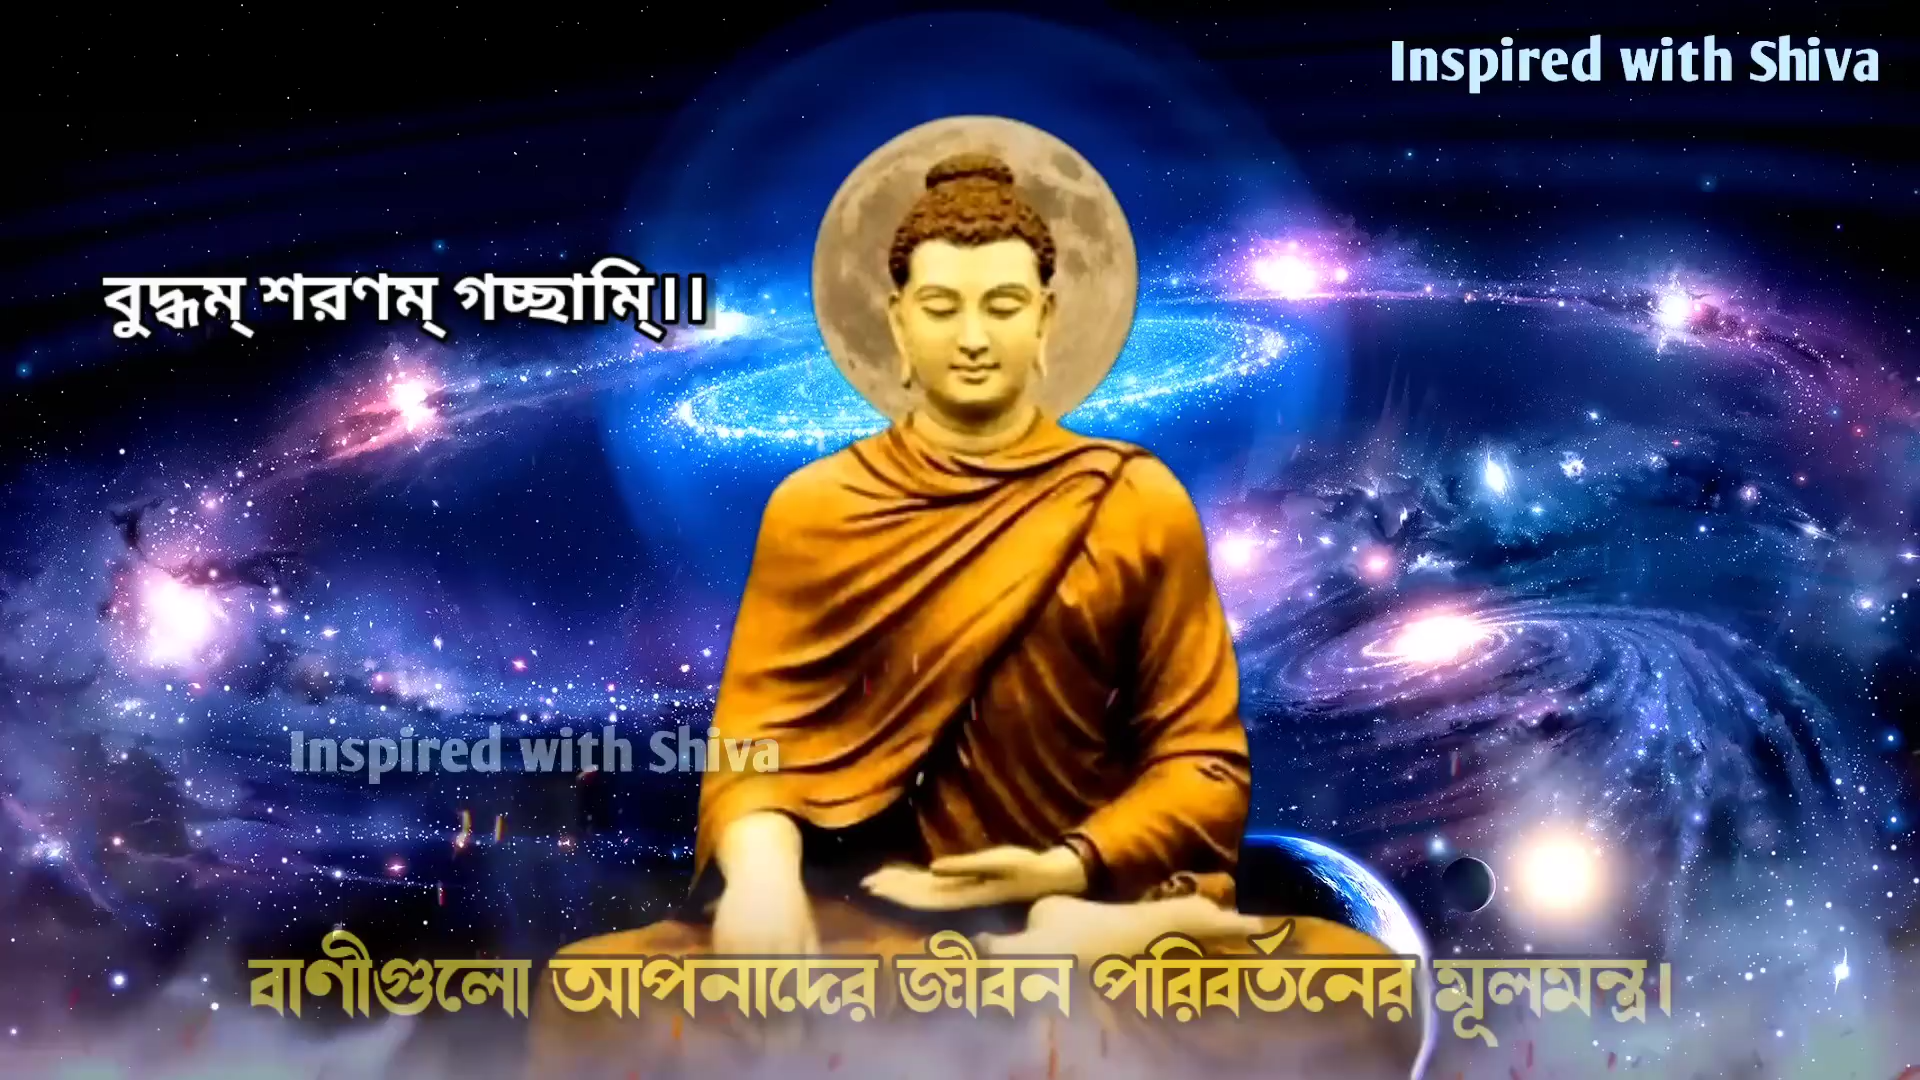 Inspired with Shiva
বুদ্ধম্ শরণম্ গচ্ছামি্।।
Inspired with Shiva
বাণীগুলো আপনাদের জীবন পরিবর্তনের মূলমন্ত্র।